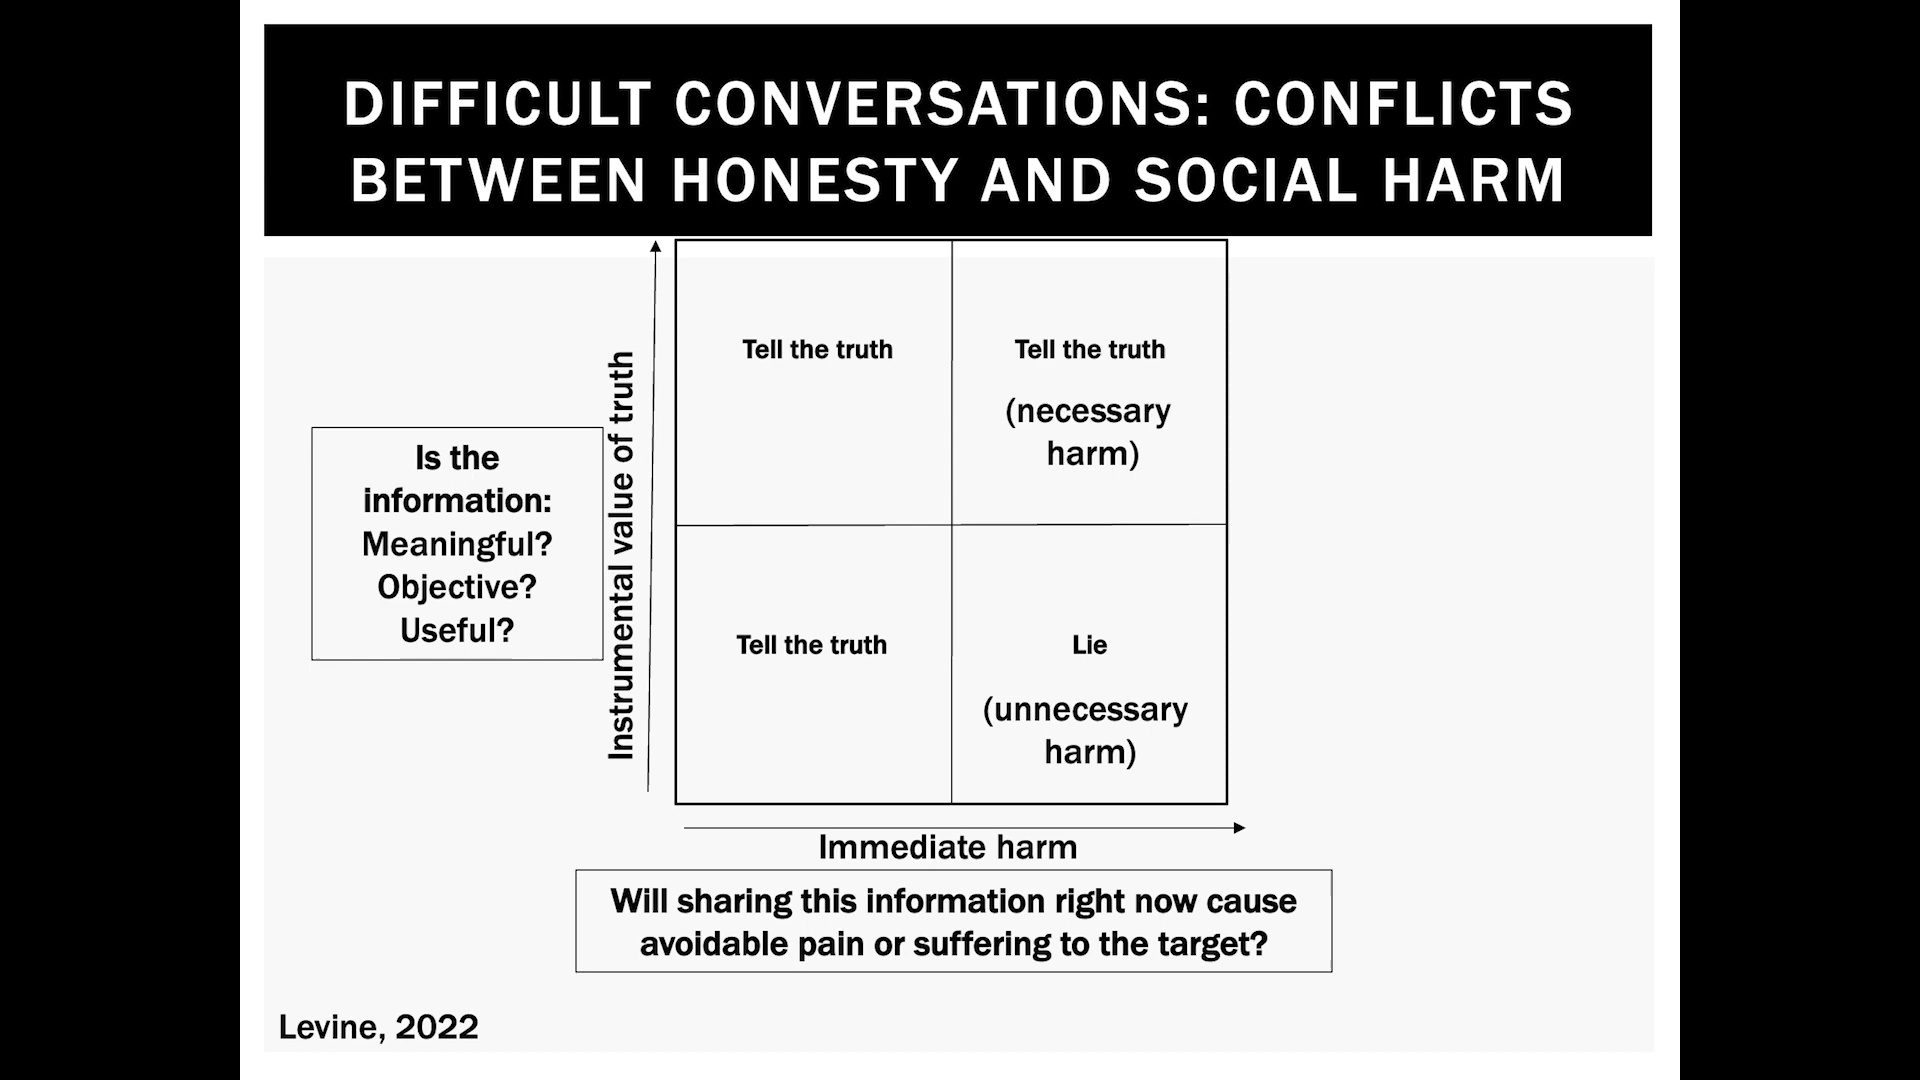 DIFFICULT CONVERSATIONS: CONFLICTS
BETWEEN HONESTY AND SOCIAL HARM
Instrumental value of truth
Is the
information:
Meaningful?
Objective?
Useful?
Tell the truth
Tell the truth
(necessary
harm)
Tell the truth
Lie
(unnecessary
harm)
Immediate harm
Will sharing this information right now cause
avoidable pain or suffering to the target?
Levine, 2022